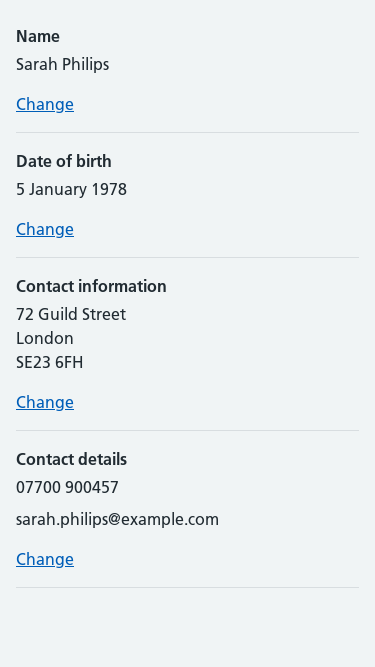 Name
Sarah Philips
Change
Date of birth
5 January 1978
Change
Contact information
72 Guild Street
London
SE23 6FH
Change
Contact details
07700 900457
sarah.philips@example.com
Change